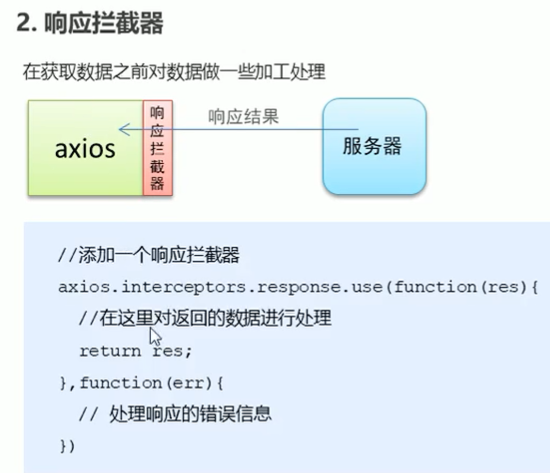 2. 响应拦截器
在获取数据之前对数据做一些加工处理
响应结果
axios
响应拦截器
服务器
//添加一个响应拦截器
axios.interceptors.response.use(function(res){
//在这里对返回的数据进行处理
return res;
},function(err){
// 处理响应的错误信息
})